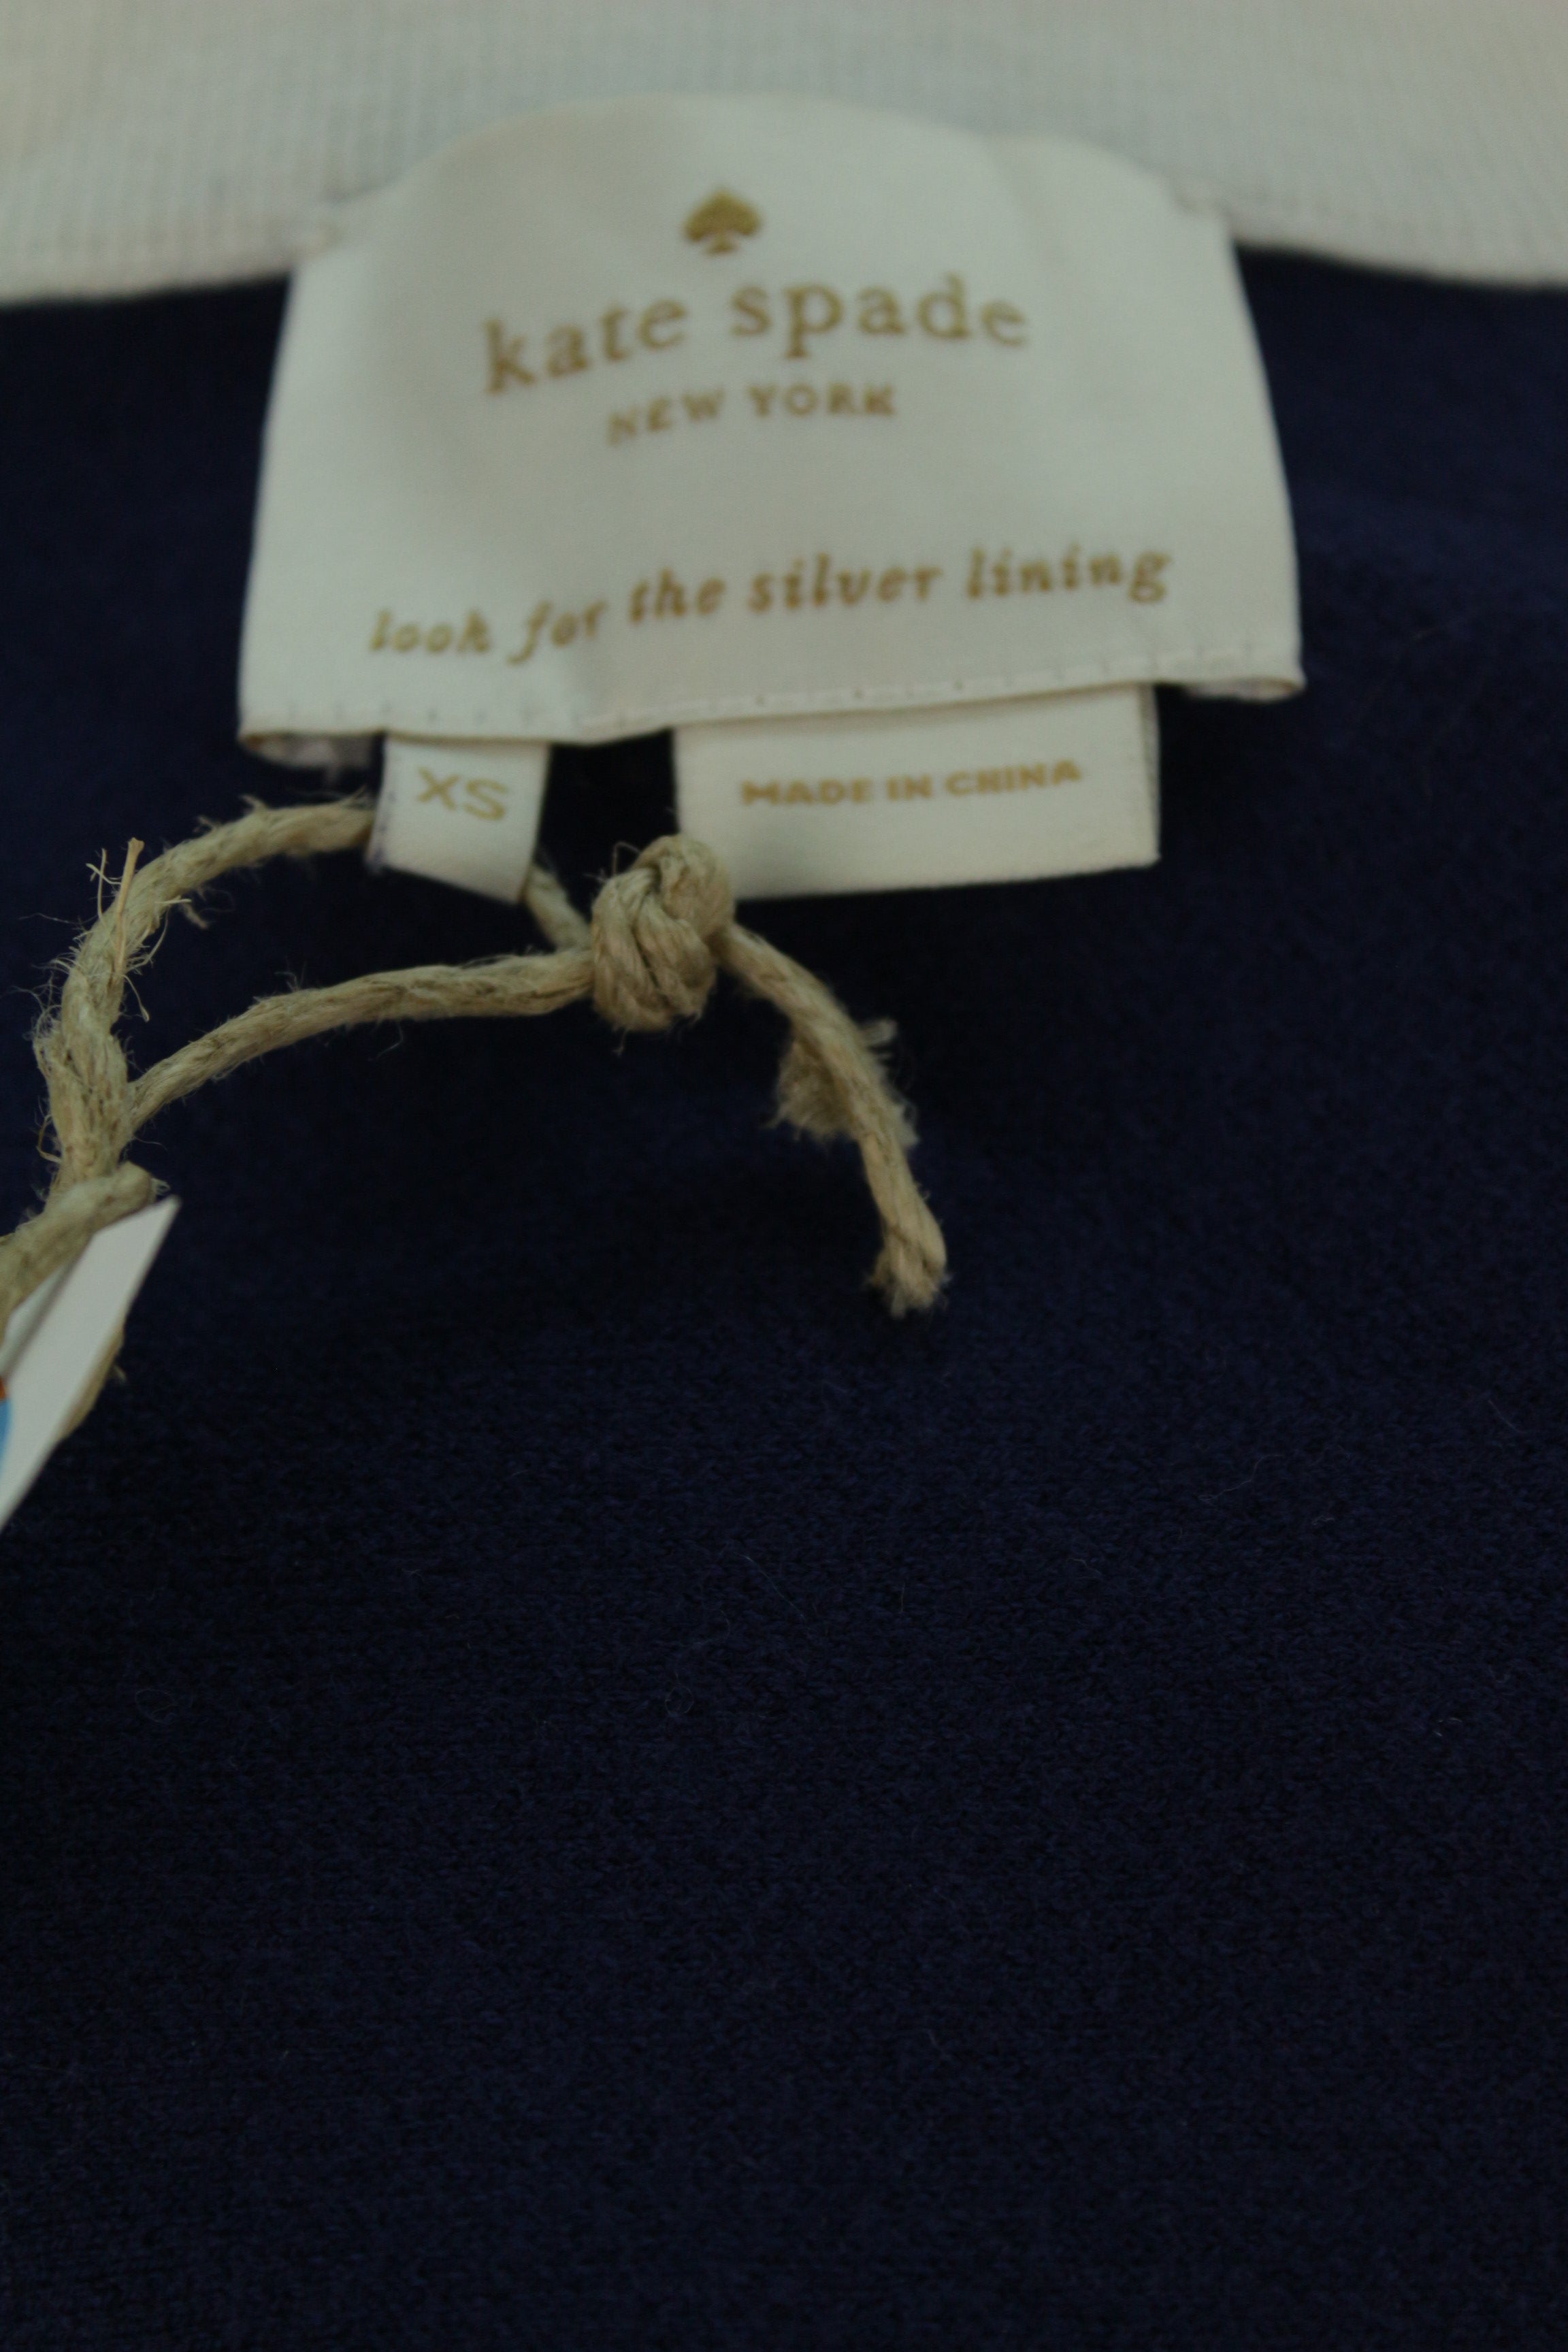 kate spade
NEW YORK
look for the silver lining
XS
MADE IN CHINA